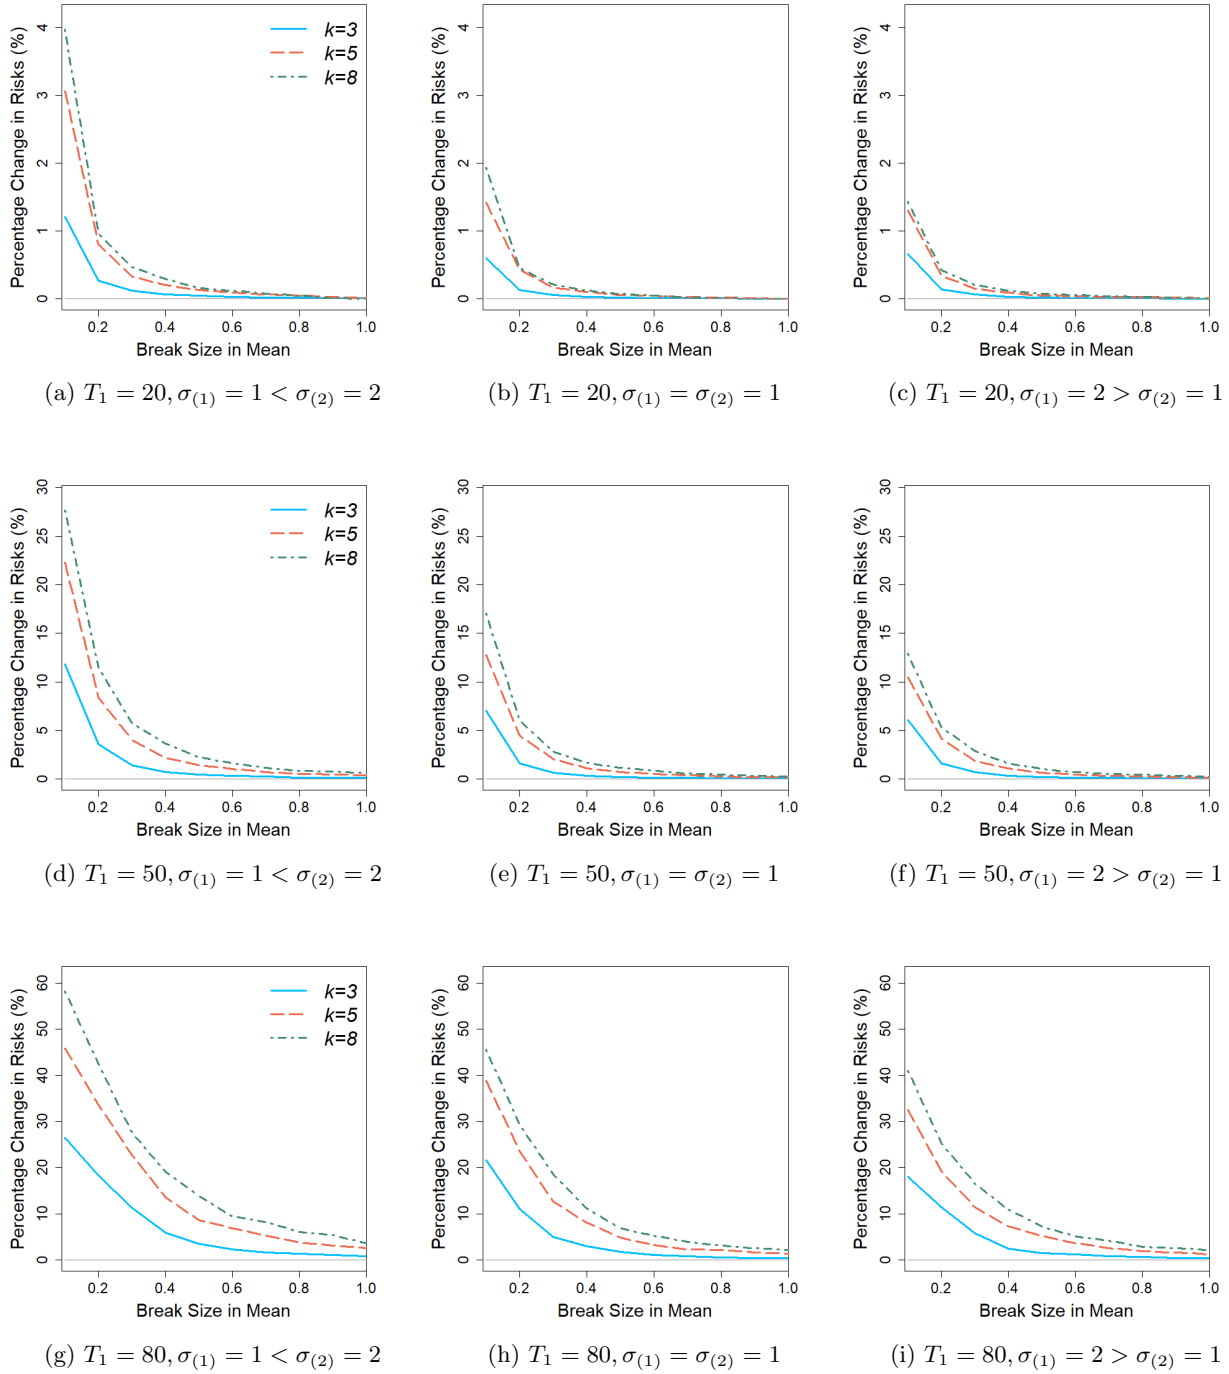 Percentage Change in Risks (%)
4
3
2
1
0
k=3
k=5
k=8
0.2 0.4 0.6 0.8 1.0
Break Size in Mean
(a) T₁ = 20, σ₍₁₎ = 1 < σ₍₂₎ = 2
Percentage Change in Risks (%)
4
3
2
1
0
0.2 0.4 0.6 0.8 1.0
Break Size in Mean
(b) T₁ = 20, σ₍₁₎ = σ₍₂₎ = 1
Percentage Change in Risks (%)
4
3
2
1
0
0.2 0.4 0.6 0.8 1.0
Break Size in Mean
(c) T₁ = 20, σ₍₁₎ = 2 > σ₍₂₎ = 1
Percentage Change in Risks (%)
30
25
20
15
10
5
0
k=3
k=5
k=8
0.2 0.4 0.6 0.8 1.0
Break Size in Mean
(d) T₁ = 50, σ₍₁₎ = 1 < σ₍₂₎ = 2
Percentage Change in Risks (%)
30
25
20
15
10
5
0
0.2 0.4 0.6 0.8 1.0
Break Size in Mean
(e) T₁ = 50, σ₍₁₎ = σ₍₂₎ = 1
Percentage Change in Risks (%)
30
25
20
15
10
5
0
0.2 0.4 0.6 0.8 1.0
Break Size in Mean
(f) T₁ = 50, σ₍₁₎ = 2 > σ₍₂₎ = 1
Percentage Change in Risks (%)
60
50
40
30
20
10
0
k=3
k=5
k=8
0.2 0.4 0.6 0.8 1.0
Break Size in Mean
(g) T₁ = 80, σ₍₁₎ = 1 < σ₍₂₎ = 2
Percentage Change in Risks (%)
60
50
40
30
20
10
0
0.2 0.4 0.6 0.8 1.0
Break Size in Mean
(h) T₁ = 80, σ₍₁₎ = σ₍₂₎ = 1
Percentage Change in Risks (%)
60
50
40
30
20
10
0
0.2 0.4 0.6 0.8 1.0
Break Size in Mean
(i) T₁ = 80, σ₍₁₎ = 2 > σ₍₂₎ = 1